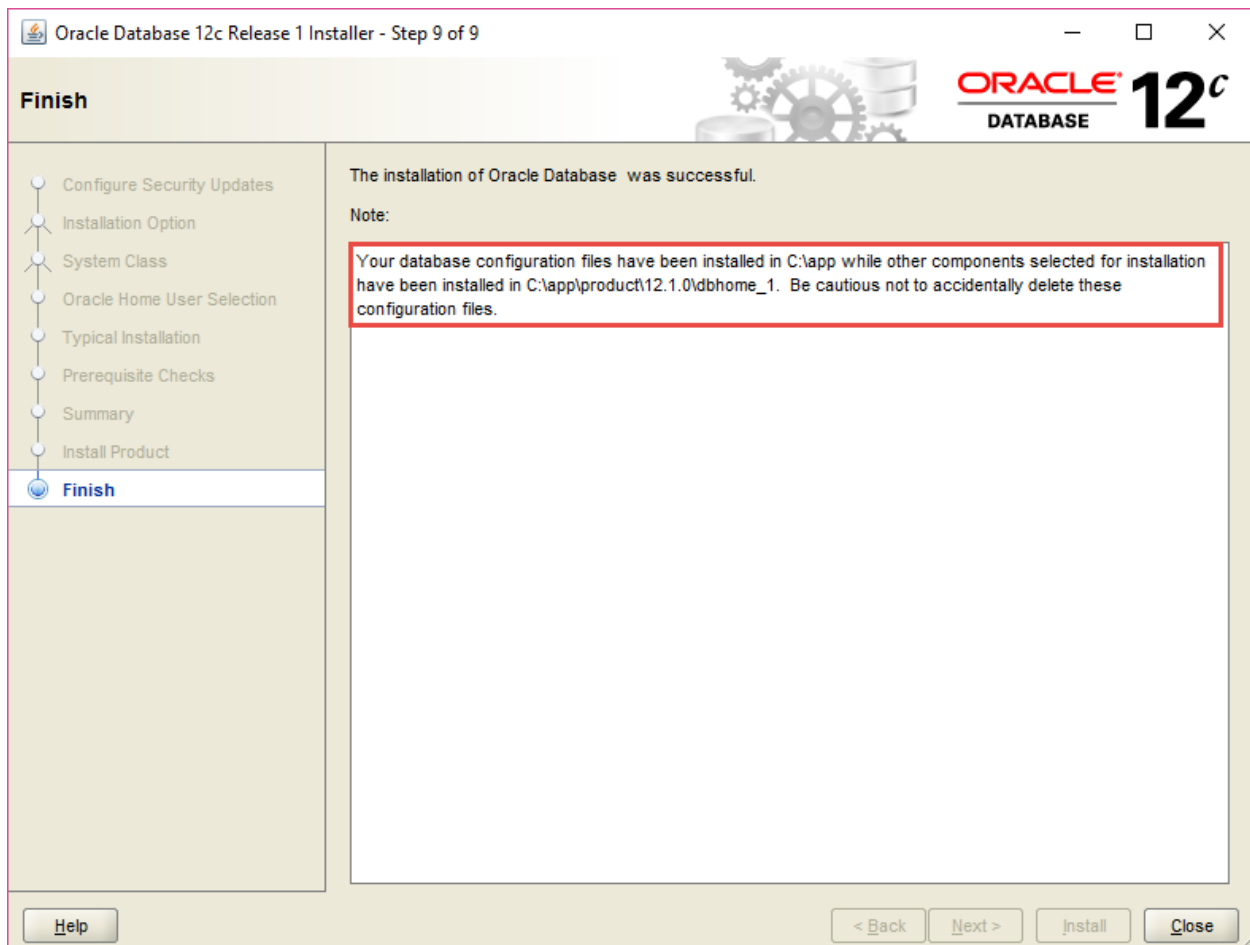 Oracle Database 12c Release 1 Installer - Step 9 of 9
Finish
ORACLE
DATABASE
12c
Configure Security Updates
Installation Option
System Class
Oracle Home User Selection
Typical Installation
Prerequisite Checks
Summary
Install Product
Finish
The installation of Oracle Database  was successful.
Note:
Your database configuration files have been installed in C:\app while other components selected for installation
have been installed in C:\app\product\12.1.0\dbhome_1.  Be cautious not to accidentally delete these
configuration files.
Help
< Back
Next >
Install
Close